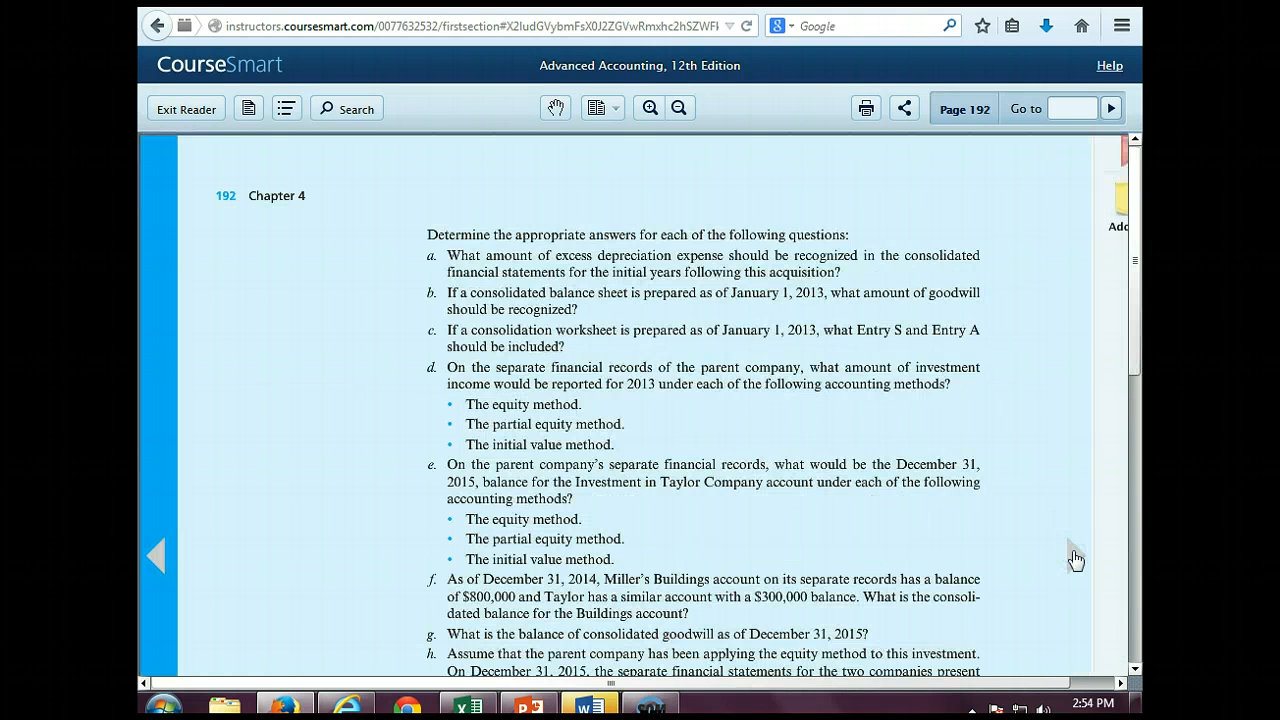 instructors.coursesmart.com/0077632532/firstsection#X2ludGVybmFsX0J2ZGVwRmxhc2hSZWFk
Google
CourseSmart
Advanced Accounting, 12th Edition
Help
Exit Reader
Search
Page 192
Go to
192 Chapter 4
Add
Determine the appropriate answers for each of the following questions:
a. What amount of excess depreciation expense should be recognized in the consolidated
financial statements for the initial years following this acquisition?
b. If a consolidated balance sheet is prepared as of January 1, 2013, what amount of goodwill
should be recognized?
c. If a consolidation worksheet is prepared as of January 1, 2013, what Entry S and Entry A
should be included?
d. On the separate financial records of the parent company, what amount of investment
income would be reported for 2013 under each of the following accounting methods?
• The equity method.
• The partial equity method.
• The initial value method.
e. On the parent company's separate financial records, what would be the December 31,
2015, balance for the Investment in Taylor Company account under each of the following
accounting methods?
• The equity method.
• The partial equity method.
• The initial value method.
f. As of December 31, 2014, Miller's Buildings account on its separate records has a balance
of $800,000 and Taylor has a similar account with a $300,000 balance. What is the consoli-
dated balance for the Buildings account?
g. What is the balance of consolidated goodwill as of December 31, 2015?
h. Assume that the parent company has been applying the equity method to this investment.
On December 31, 2015, the separate financial statements for the two companies present
2:54 PM